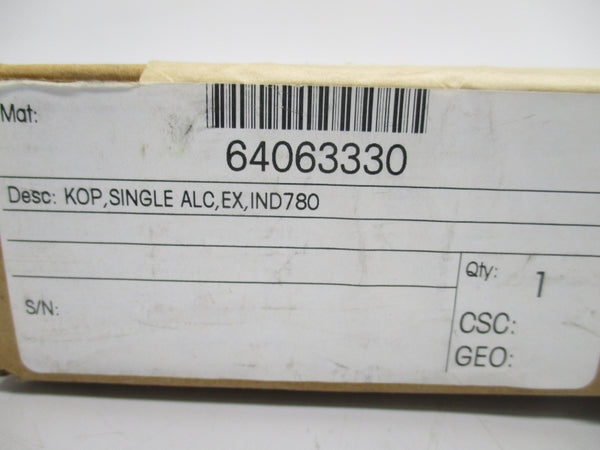 Mat:
64063330
Desc: KOP,SINGLE ALC,EX,IND780
Qty: 1
S/N:
CSC:
GEO: